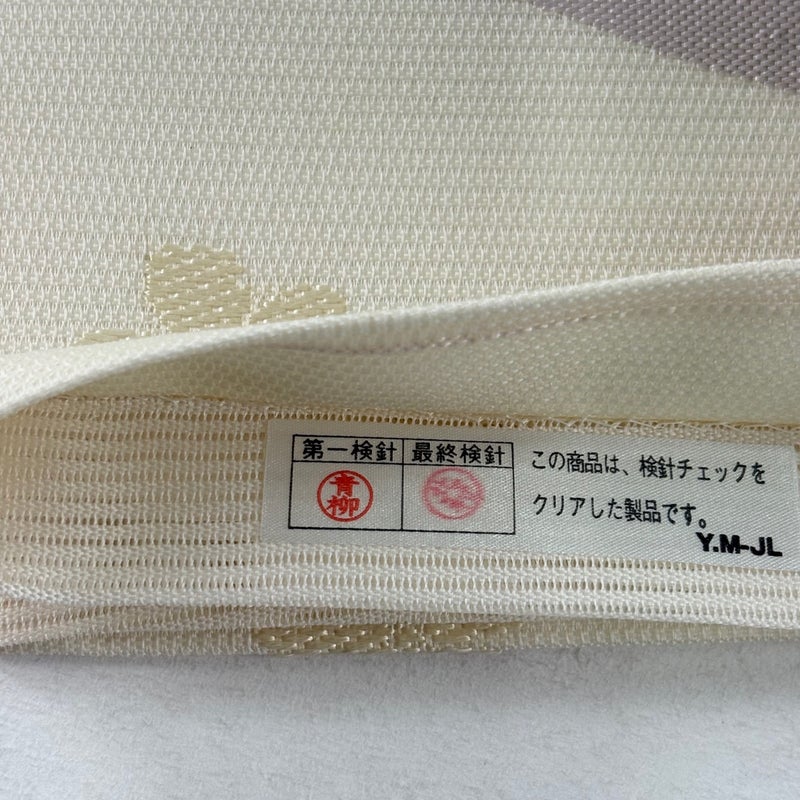 第一検針 最終検針
青柳
この商品は、検針チェックを
クリアした製品です。
Y.M-JL